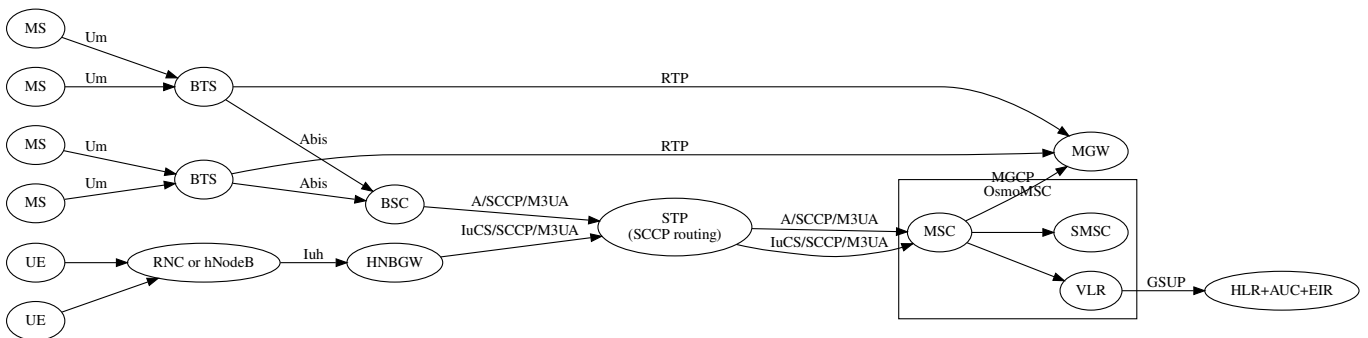 MS
Um
MS
Um
BTS
RTP
Abis
MS
Um
BTS
RTP
MGW
MS
Um
Abis
BSC
A/SCCP/M3UA
STP
(SCCP routing)
A/SCCP/M3UA
MGCP
OsmoMSC
MSC
SMSC
IuCS/SCCP/M3UA
IuCS/SCCP/M3UA
UE
RNC or hNodeB
Iuh
HNBGW
VLR
GSUP
HLR+AUC+EIR
UE